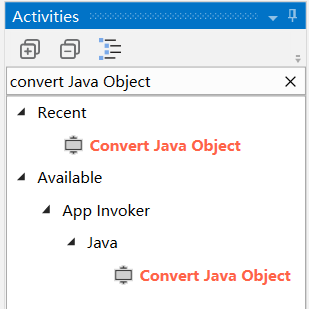 Activities
convert Java Object
Recent
Convert Java Object
Available
App Invoker
Java
Convert Java Object